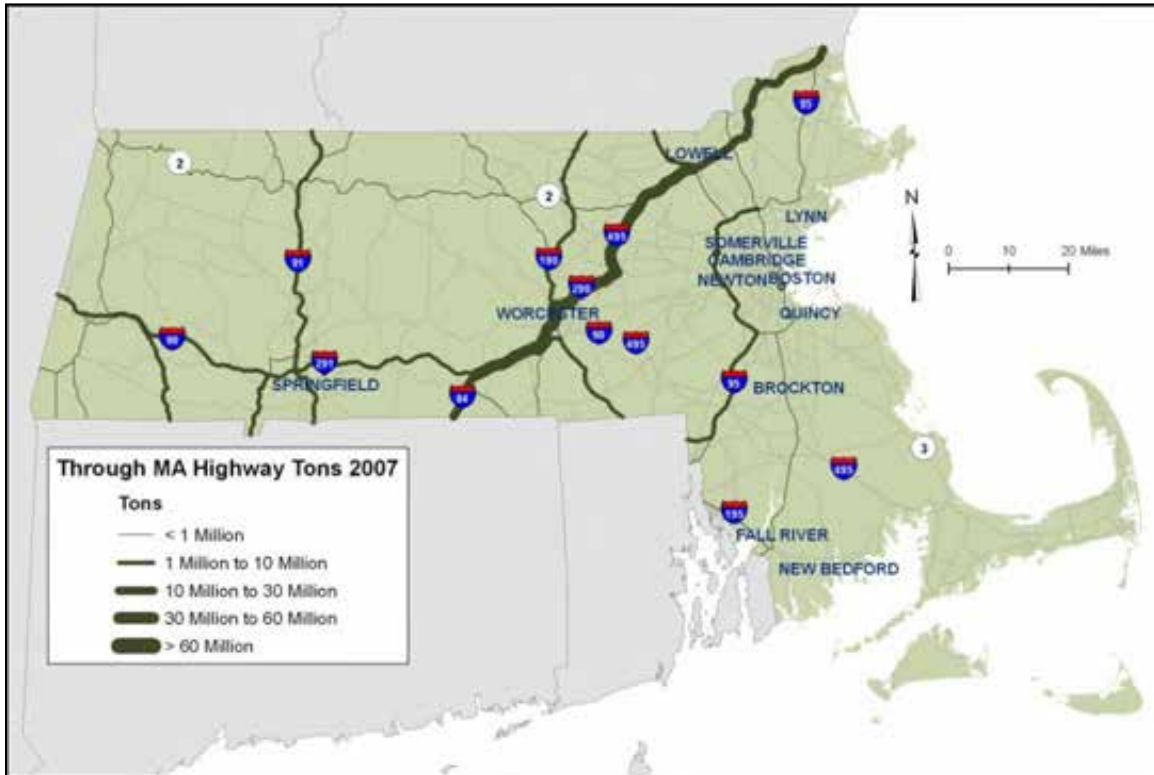 95
LOWELL
2
2
N
LYNN
495
SOMERVILLE
0 10 20 Miles
91
190
CAMBRIDGE
NEWTON BOSTON
290
WORCESTER
QUINCY
90
90
495
291
SPRINGFIELD
84
95
BROCKTON
3
495
195
FALL RIVER
NEW BEDFORD
Through MA Highway Tons 2007
Tons
< 1 Million
1 Million to 10 Million
10 Million to 30 Million
30 Million to 60 Million
> 60 Million